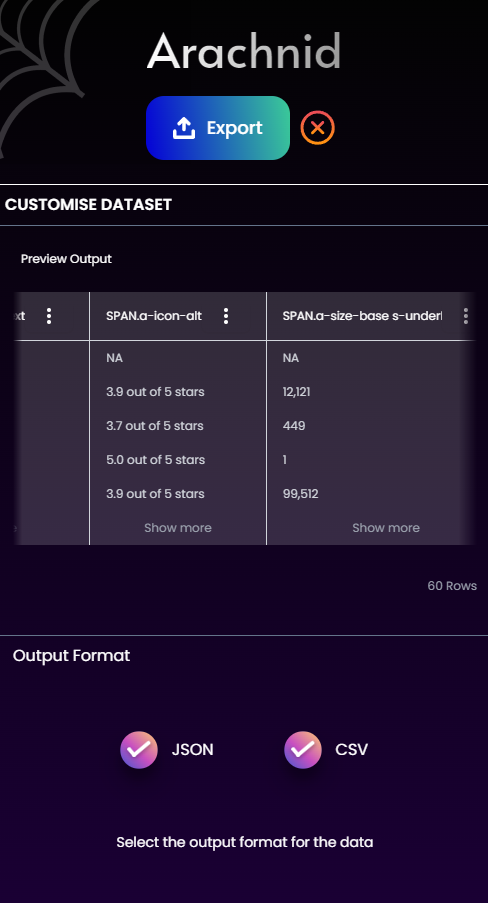 Arachnid
Export
CUSTOMISE DATASET
Preview Output
xt SPAN.a-icon-alt SPAN.a-size-base s-underl
NA NA
3.9 out of 5 stars 12,121
3.7 out of 5 stars 449
5.0 out of 5 stars 1
3.9 out of 5 stars 99,512
Show more Show more
60 Rows
Output Format
JSON CSV
Select the output format for the data